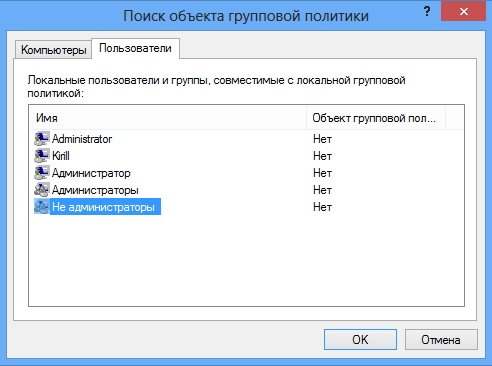 Поиск объекта групповой политики
?
Компьютеры Пользователи
Локальные пользователи и группы, совместимые с локальной групповой
политикой:
Имя Объект групповой пол...
Administrator Нет
Kirill Нет
Администратор Нет
Администраторы Нет
Не администраторы Нет
OK Отмена